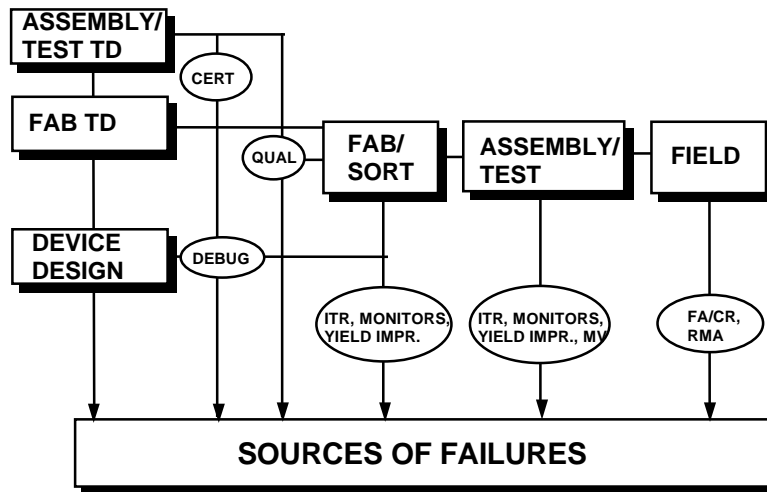 ASSEMBLY/
TEST TD
CERT
FAB TD
QUAL
FAB/
SORT
ASSEMBLY/
TEST
FIELD
DEVICE
DESIGN
DEBUG
ITR, MONITORS,
YIELD IMPR.
ITR, MONITORS,
YIELD IMPR., MV
FA/CR,
RMA
SOURCES OF FAILURES